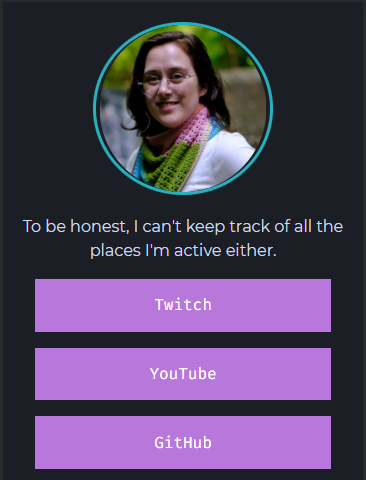 To be honest, I can't keep track of all the
places I'm active either.
Twitch
YouTube
GitHub